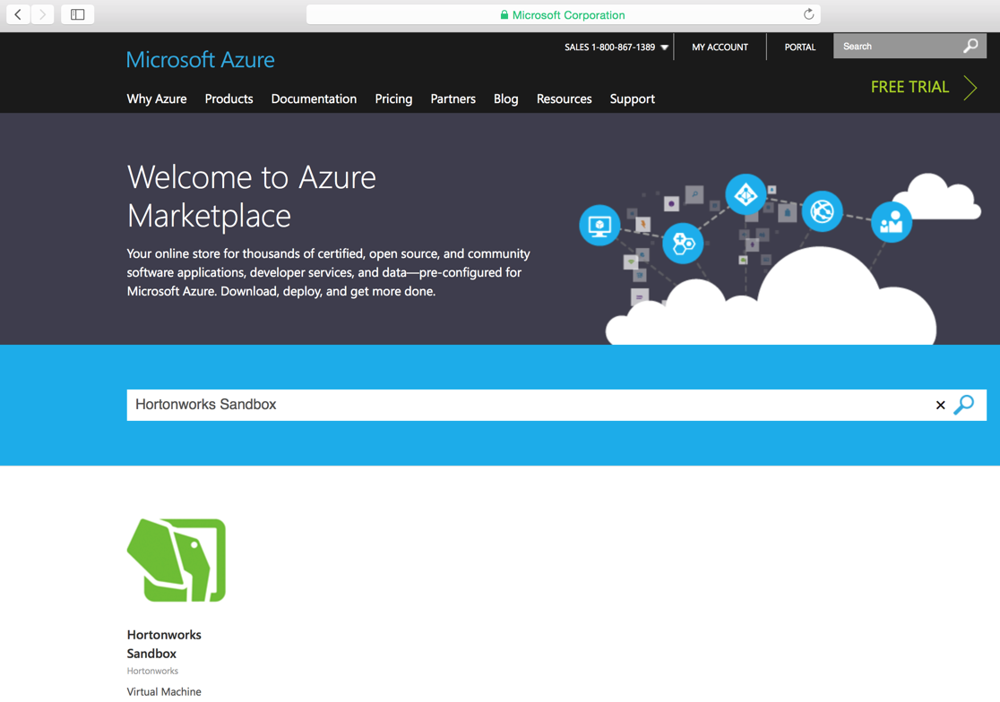 Microsoft Corporation
SALES 1-800-867-1389
MY ACCOUNT
PORTAL
Search
Microsoft Azure
FREE TRIAL
Why Azure Products Documentation Pricing Partners Blog Resources Support
Welcome to Azure
Marketplace
Your online store for thousands of certified, open source, and community
software applications, developer services, and data—pre-configured for
Microsoft Azure. Download, deploy, and get more done.
Hortonworks Sandbox
Hortonworks
Sandbox
Hortonworks
Virtual Machine